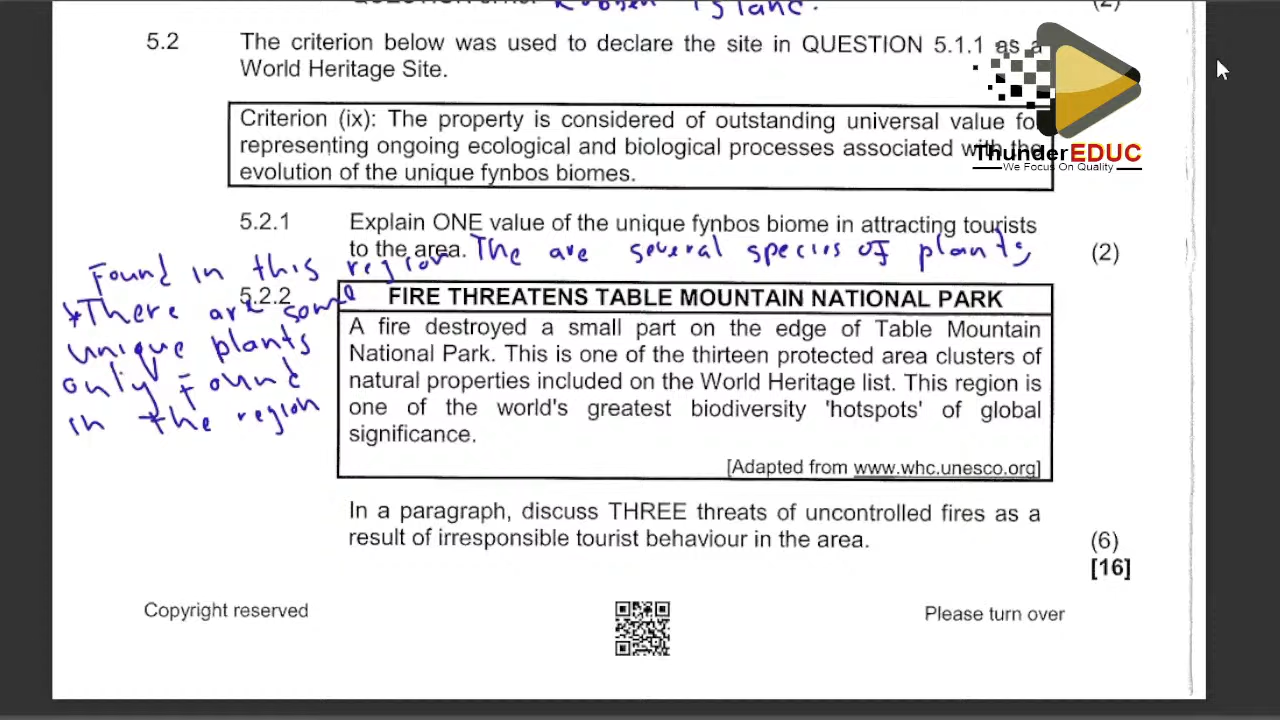 Robben Island.
(2)
5.2 The criterion below was used to declare the site in QUESTION 5.1.1 as a
World Heritage Site.
Criterion (ix): The property is considered of outstanding universal value for
representing ongoing ecological and biological processes associated with the
evolution of the unique fynbos biomes.
ThunderEDUC
We Focus On Quality
5.2.1 Explain ONE value of the unique fynbos biome in attracting tourists
to the area. The are several species of plants, (2)
Found in this region
5.2.2 FIRE THREATENS TABLE MOUNTAIN NATIONAL PARK
*There are some
unique plants
only found
in the region
A fire destroyed a small part on the edge of Table Mountain
National Park. This is one of the thirteen protected area clusters of
natural properties included on the World Heritage list. This region is
one of the world's greatest biodiversity 'hotspots' of global
significance.
[Adapted from www.whc.unesco.org]
In a paragraph, discuss THREE threats of uncontrolled fires as a
result of irresponsible tourist behaviour in the area. (6)
[16]
Copyright reserved
Please turn over